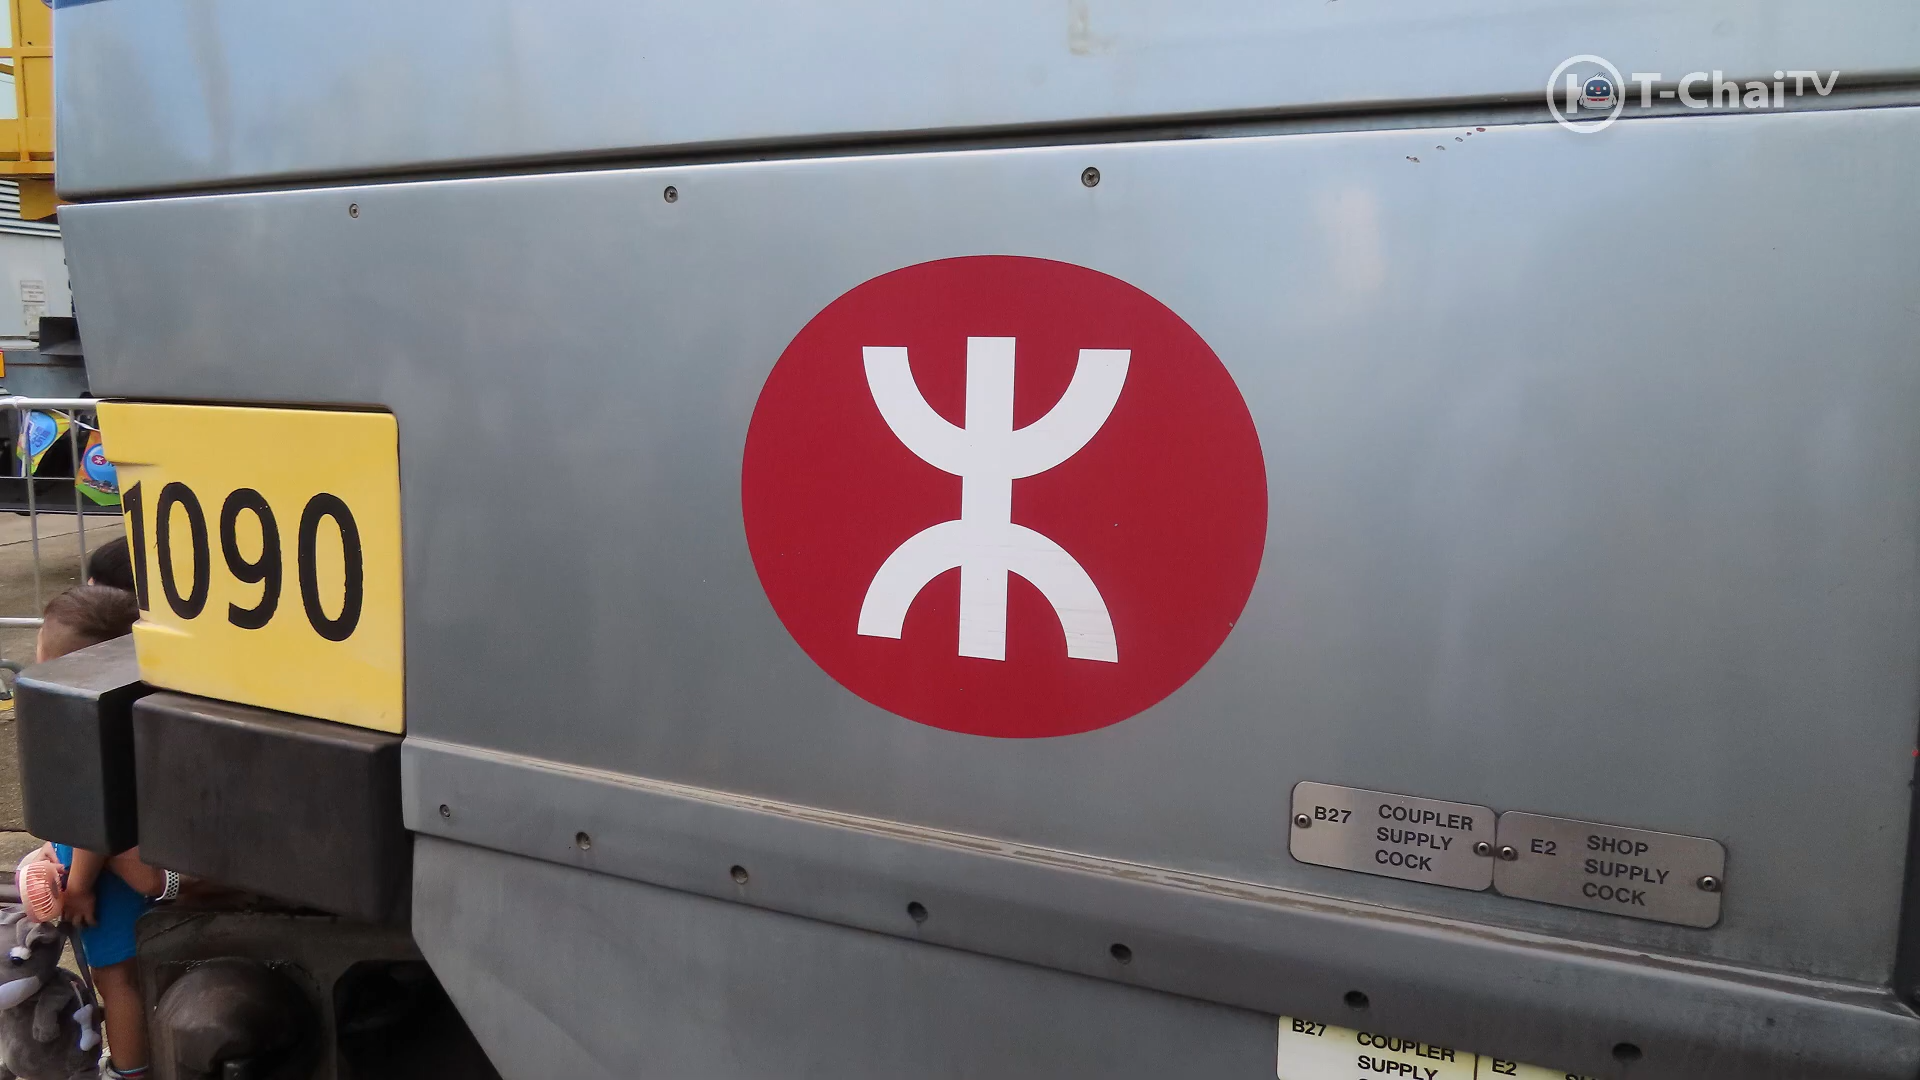 T-ChaiTV
1090
B27 COUPLER
SUPPLY
COCK
E2 SHOP
SUPPLY
COCK
B27 COUPLER
SUPPLY
E2